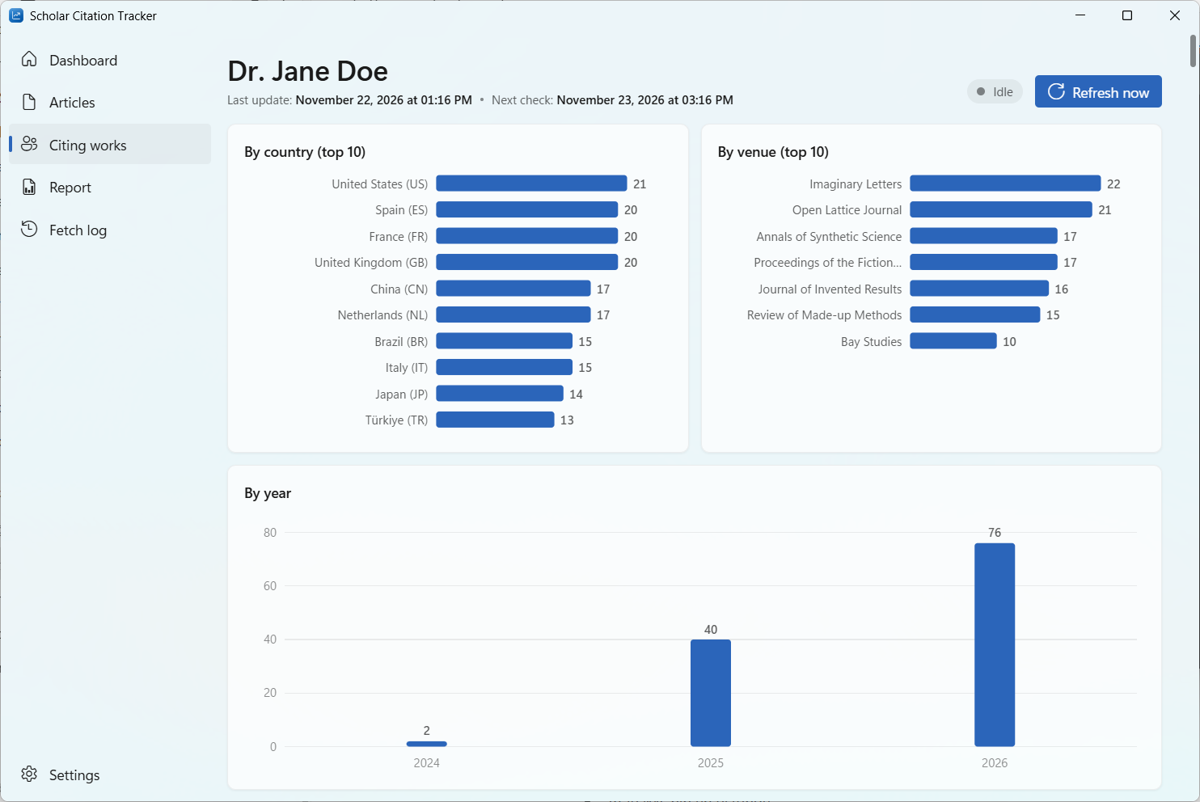 Scholar Citation Tracker
Dashboard
Articles
Citing works
Report
Fetch log
Settings
Dr. Jane Doe
Last update: November 22, 2026 at 01:16 PM • Next check: November 23, 2026 at 03:16 PM
Idle
Refresh now
By country (top 10)
United States (US) 21
Spain (ES) 20
France (FR) 20
United Kingdom (GB) 20
China (CN) 17
Netherlands (NL) 17
Brazil (BR) 15
Italy (IT) 15
Japan (JP) 14
Türkiye (TR) 13
By venue (top 10)
Imaginary Letters 22
Open Lattice Journal 21
Annals of Synthetic Science 17
Proceedings of the Fiction... 17
Journal of Invented Results 16
Review of Made-up Methods 15
Bay Studies 10
By year
80
60
40
20
0
2
40
76
2024
2025
2026